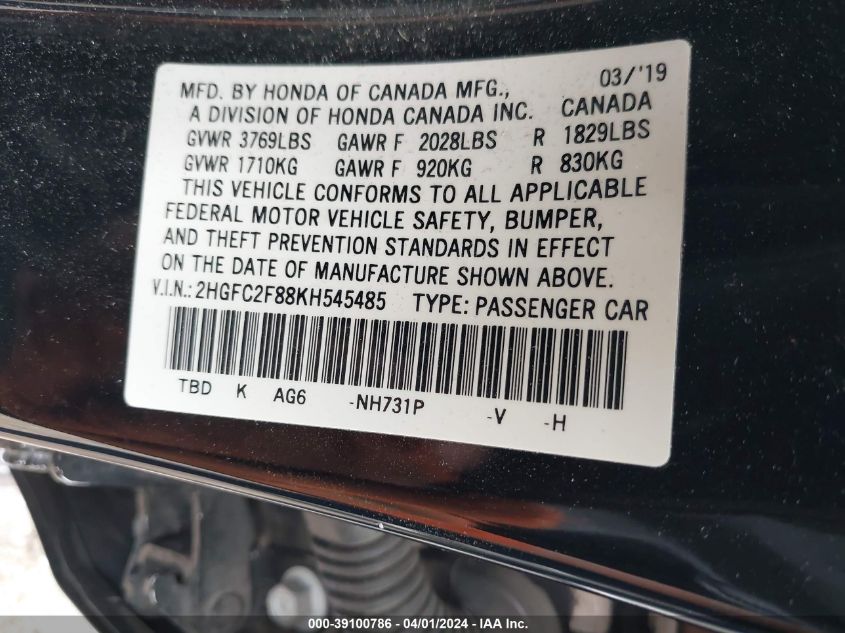 MFD. BY HONDA OF CANADA MFG., 03/'19
A DIVISION OF HONDA CANADA INC. CANADA
GVWR 3769LBS GAWR F 2028LBS R 1829LBS
GVWR 1710KG GAWR F 920KG R 830KG
THIS VEHICLE CONFORMS TO ALL APPLICABLE
FEDERAL MOTOR VEHICLE SAFETY, BUMPER,
AND THEFT PREVENTION STANDARDS IN EFFECT
ON THE DATE OF MANUFACTURE SHOWN ABOVE.
V.I.N.: 2HGFC2F88KH545485 TYPE: PASSENGER CAR
TBD K AG6 -NH731P -V -H
000-39100786 - 04/01/2024 - IAA Inc.